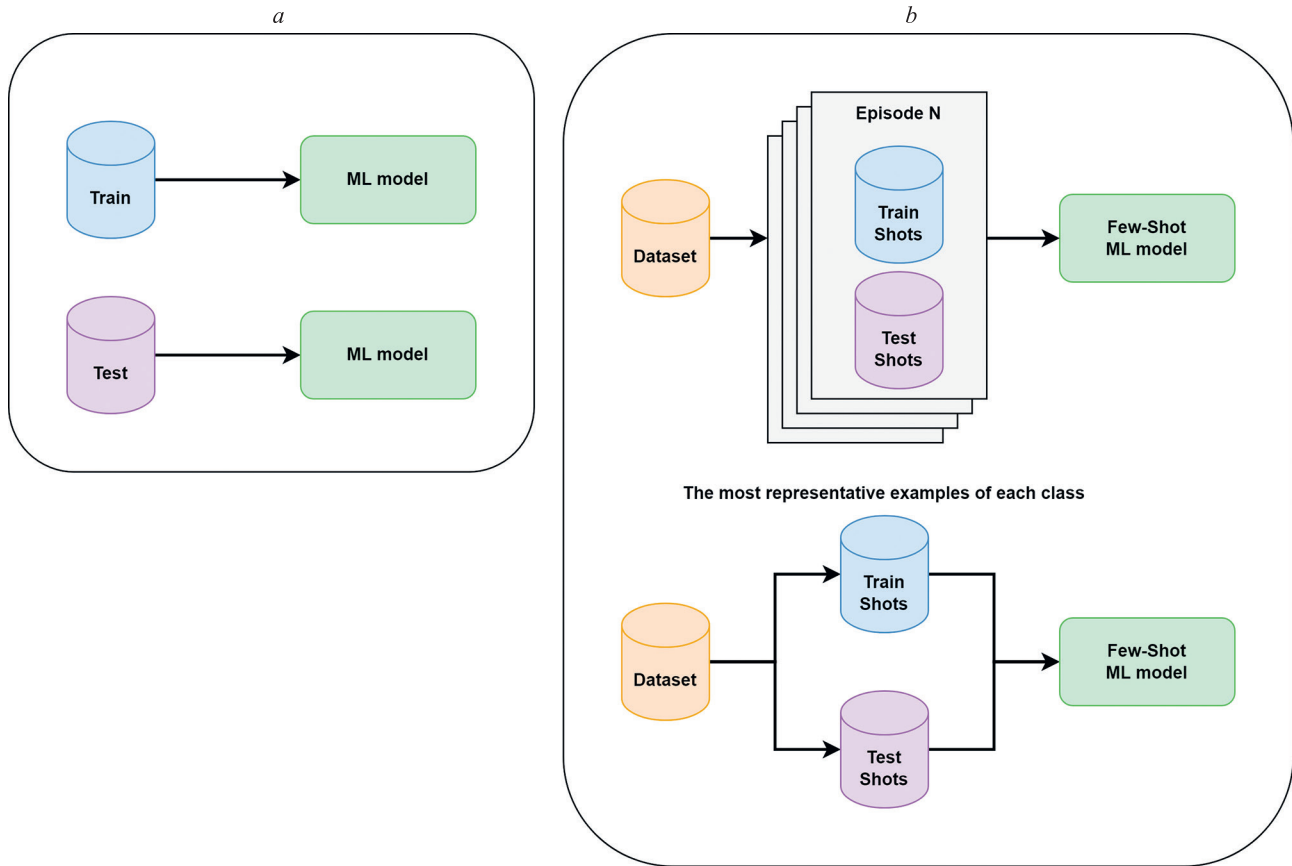 a
Train
ML model
Test
ML model
b
Episode N
Dataset
Train
Shots
Test
Shots
Few-Shot
ML model
The most representative examples of each class
Dataset
Train
Shots
Test
Shots
Few-Shot
ML model